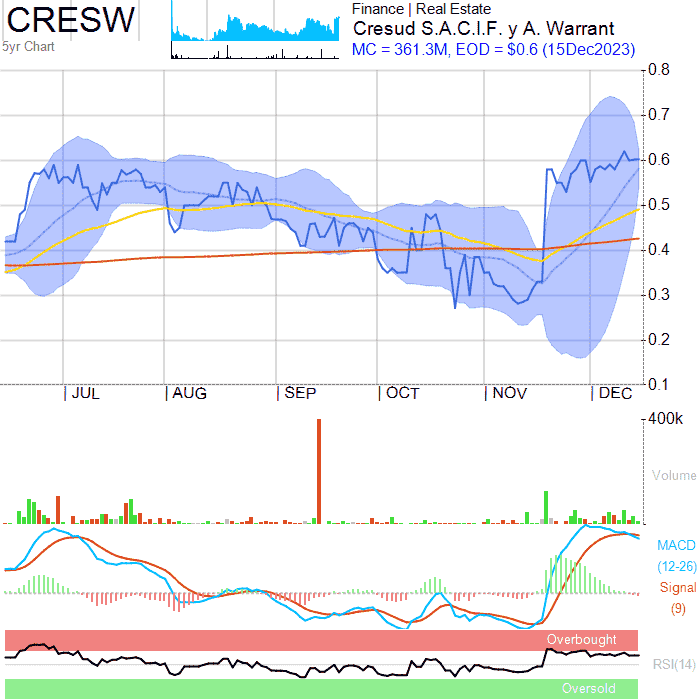 CRESW
5yr Chart
Finance | Real Estate
Cresud S.A.C.I.F. y A. Warrant
MC = 361.3M, EOD = $0.6 (15Dec2023)
0.8
0.7
0.6
0.5
0.4
0.3
0.2
0.1
JUL
AUG
SEP
OCT
NOV
DEC
400k
Volume
MACD
(12-26)
Signal
(9)
Overbought
RSI(14)
Oversold